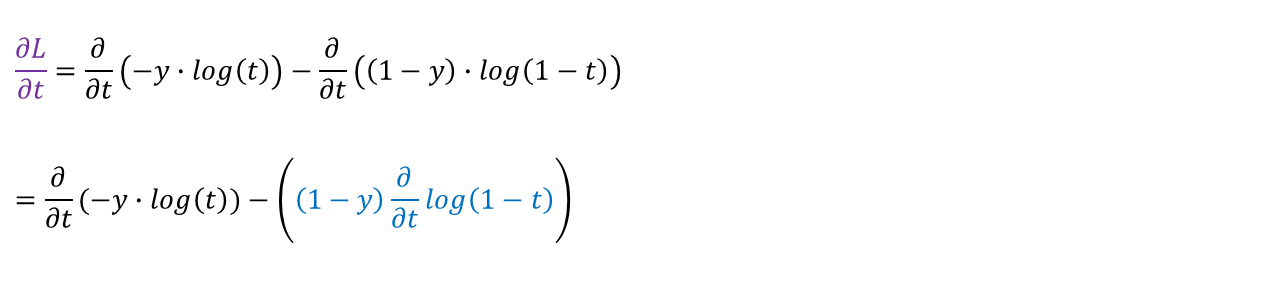 ∂L/∂t = ∂/∂t (−y · log(t)) − ∂/∂t ((1 − y) · log(1 − t))
= ∂/∂t (−y · log(t)) − ((1 − y) ∂/∂t log(1 − t))